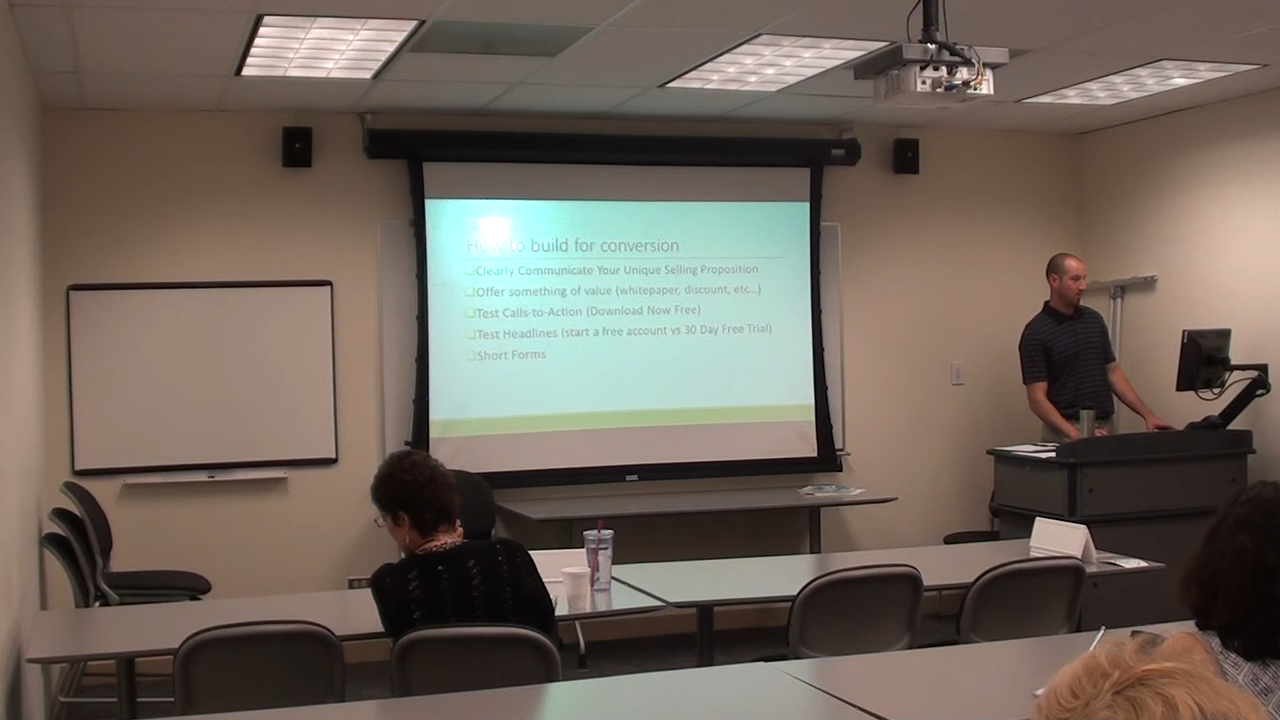 How to build for conversion
Clearly Communicate Your Unique Selling Proposition
Offer something of value (whitepaper, discount, etc..)
Test Calls-to-Action (Download Now Free)
Test Headlines (start a free account vs 30 Day Free Trial)
Short Forms